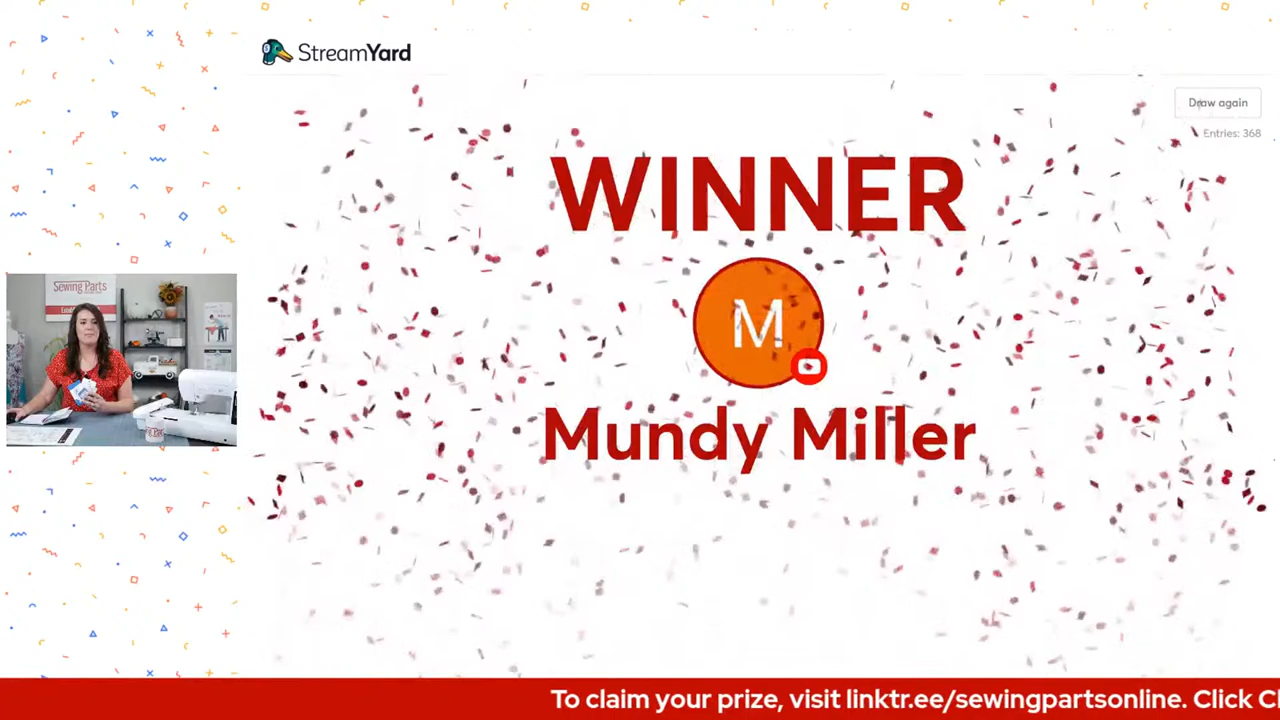 StreamYard
Draw again
Entries: 368
WINNER
M
Mundy Miller
Sewing Parts
To claim your prize, visit linktr.ee/sewingpartsonline. Click C